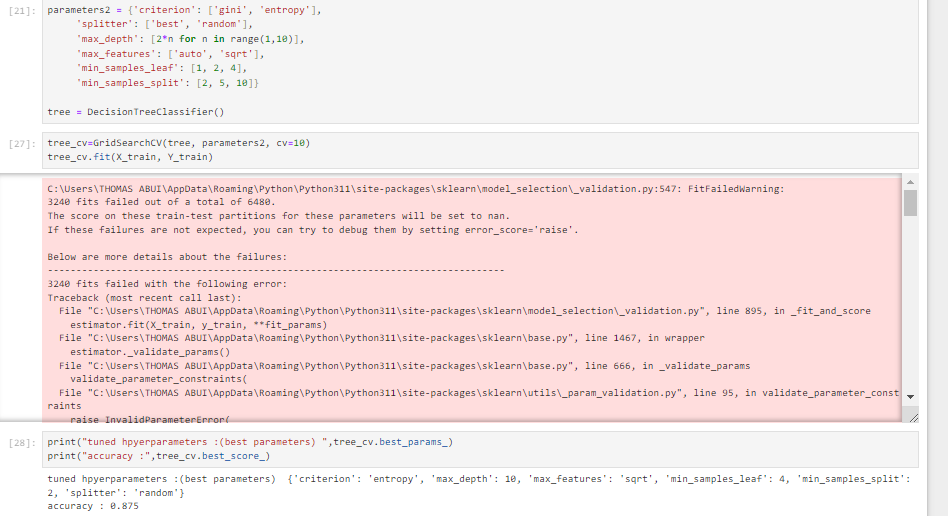 [21]: parameters2 = {'criterion': ['gini', 'entropy'],
'splitter': ['best', 'random'],
'max_depth': [2*n for n in range(1,10)],
'max_features': ['auto', 'sqrt'],
'min_samples_leaf': [1, 2, 4],
'min_samples_split': [2, 5, 10]}
tree = DecisionTreeClassifier()
[27]: tree_cv=GridSearchCV(tree, parameters2, cv=10)
tree_cv.fit(X_train, Y_train)
C:\Users\THOMAS ABUI\AppData\Roaming\Python\Python311\site-packages\sklearn\model_selection\_validation.py:547: FitFailedWarning:
3240 fits failed out of a total of 6480.
The score on these train-test partitions for these parameters will be set to nan.
If these failures are not expected, you can try to debug them by setting error_score='raise'.
Below are more details about the failures:
--------------------------------------------------------------------------------
3240 fits failed with the following error:
Traceback (most recent call last):
File "C:\Users\THOMAS ABUI\AppData\Roaming\Python\Python311\site-packages\sklearn\model_selection\_validation.py", line 895, in _fit_and_score
estimator.fit(X_train, y_train, **fit_params)
File "C:\Users\THOMAS ABUI\AppData\Roaming\Python\Python311\site-packages\sklearn\base.py", line 1467, in wrapper
estimator._validate_params()
File "C:\Users\THOMAS ABUI\AppData\Roaming\Python\Python311\site-packages\sklearn\base.py", line 666, in _validate_params
validate_parameter_constraints(
File "C:\Users\THOMAS ABUI\AppData\Roaming\Python\Python311\site-packages\sklearn\utils\_param_validation.py", line 95, in validate_parameter_const
raints
raise InvalidParameterError(
[28]: print("tuned hpyerparameters :(best parameters) ",tree_cv.best_params_)
print("accuracy :",tree_cv.best_score_)
tuned hpyerparameters :(best parameters)  {'criterion': 'entropy', 'max_depth': 10, 'max_features': 'sqrt', 'min_samples_leaf': 4, 'min_samples_split':
2, 'splitter': 'random'}
accuracy : 0.875